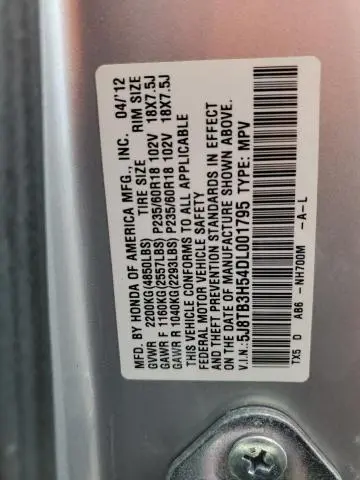 MFD. BY HONDA OF AMERICA MFG., INC. 04/'12
TIRE SIZE RIM SIZE
GVWR 2200KG(4850LBS)
GAWR F 1160KG(2557LBS) P235/60R18 102V 18X7.5J
GAWR R 1040KG(2293LBS) P235/60R18 102V 18X7.5J
THIS VEHICLE CONFORMS TO ALL APPLICABLE
FEDERAL MOTOR VEHICLE SAFETY
AND THEFT PREVENTION STANDARDS IN EFFECT
ON THE DATE OF MANUFACTURE SHOWN ABOVE.
V.I.N.:5J8TB3H54DL001795 TYPE: MPV
TX5 D AB6 -NH700M -A-L